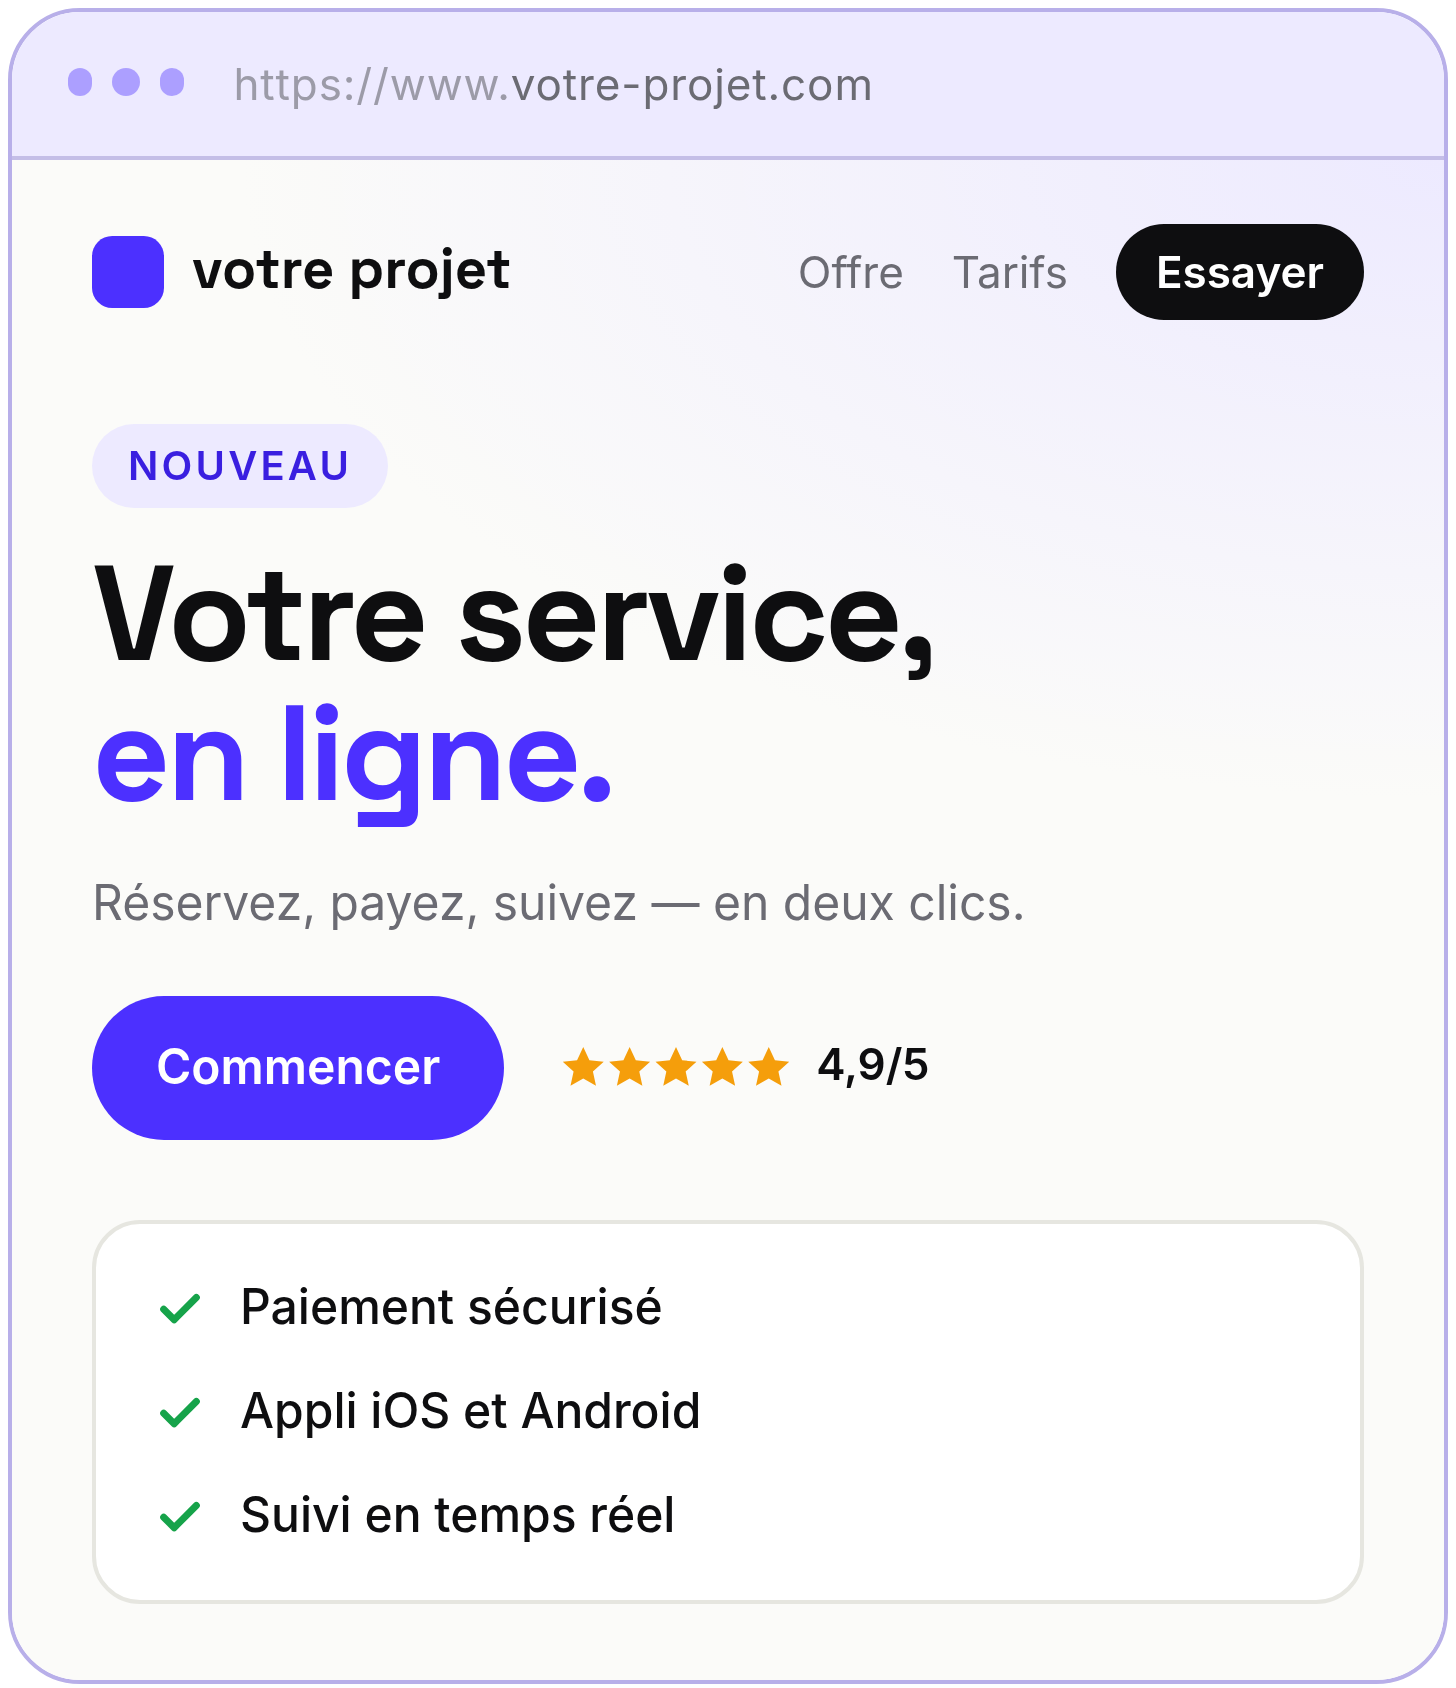 https://www.votre-projet.com
votre projet
Offre Tarifs Essayer
NOUVEAU
Votre service,
en ligne.
Réservez, payez, suivez — en deux clics.
Commencer 4,9/5
Paiement sécurisé
Appli iOS et Android
Suivi en temps réel